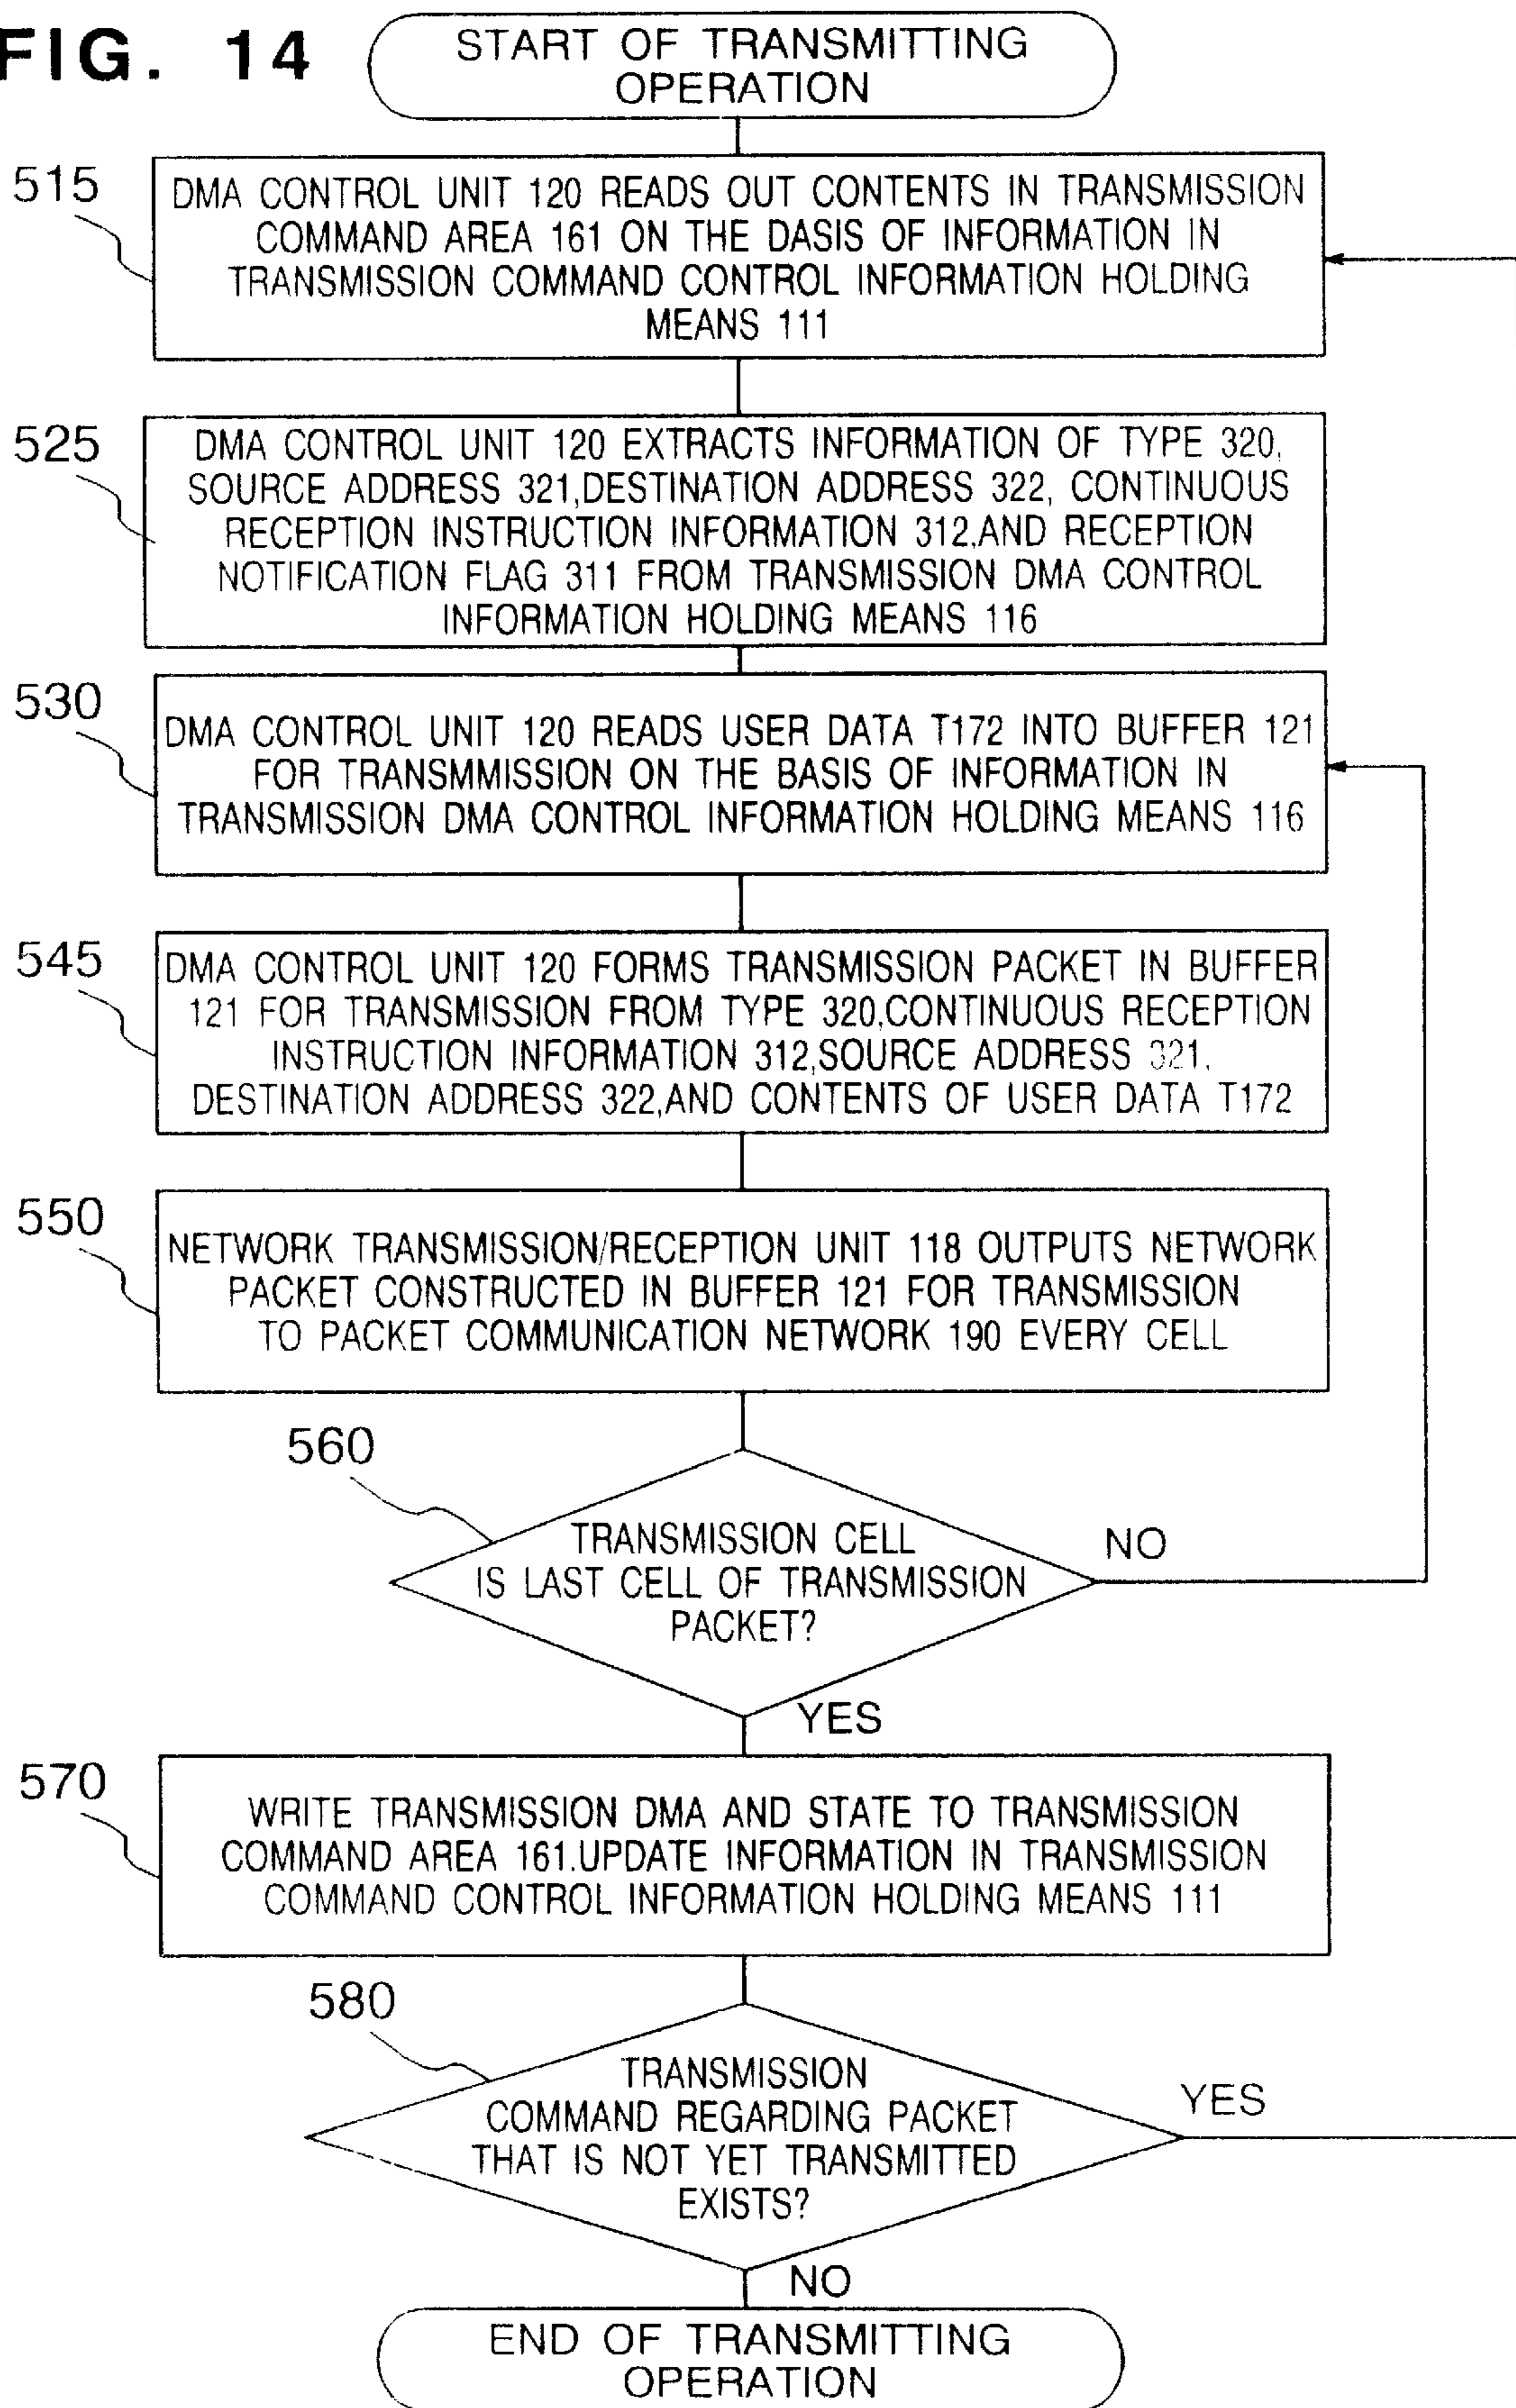 FIG. 14
START OF TRANSMITTING
OPERATION
515
DMA CONTROL UNIT 120 READS OUT CONTENTS IN TRANSMISSION
COMMAND AREA 161 ON THE DASIS OF INFORMATION IN
TRANSMISSION COMMAND CONTROL INFORMATION HOLDING
MEANS 111
525
DMA CONTROL UNIT 120 EXTRACTS INFORMATION OF TYPE 320,
SOURCE ADDRESS 321,DESTINATION ADDRESS 322, CONTINUOUS
RECEPTION INSTRUCTION INFORMATION 312,AND RECEPTION
NOTIFICATION FLAG 311 FROM TRANSMISSION DMA CONTROL
INFORMATION HOLDING MEANS 116
530
DMA CONTROL UNIT 120 READS USER DATA T172 INTO BUFFER 121
FOR TRANSMMISSION ON THE BASIS OF INFORMATION IN
TRANSMISSION DMA CONTROL INFORMATION HOLDING MEANS 116
545
DMA CONTROL UNIT 120 FORMS TRANSMISSION PACKET IN BUFFER
121 FOR TRANSMISSION FROM TYPE 320,CONTINUOUS RECEPTION
INSTRUCTION INFORMATION 312,SOURCE ADDRESS 321,
DESTINATION ADDRESS 322,AND CONTENTS OF USER DATA T172
550
NETWORK TRANSMISSION/RECEPTION UNIT 118 OUTPUTS NETWORK
PACKET CONSTRUCTED IN BUFFER 121 FOR TRANSMISSION
TO PACKET COMMUNICATION NETWORK 190 EVERY CELL
560
TRANSMISSION CELL
IS LAST CELL OF TRANSMISSION
PACKET?
NO
YES
570
WRITE TRANSMISSION DMA AND STATE TO TRANSMISSION
COMMAND AREA 161.UPDATE INFORMATION IN TRANSMISSION
COMMAND CONTROL INFORMATION HOLDING MEANS 111
580
TRANSMISSION
COMMAND REGARDING PACKET
THAT IS NOT YET TRANSMITTED
EXISTS?
YES
NO
END OF TRANSMITTING
OPERATION